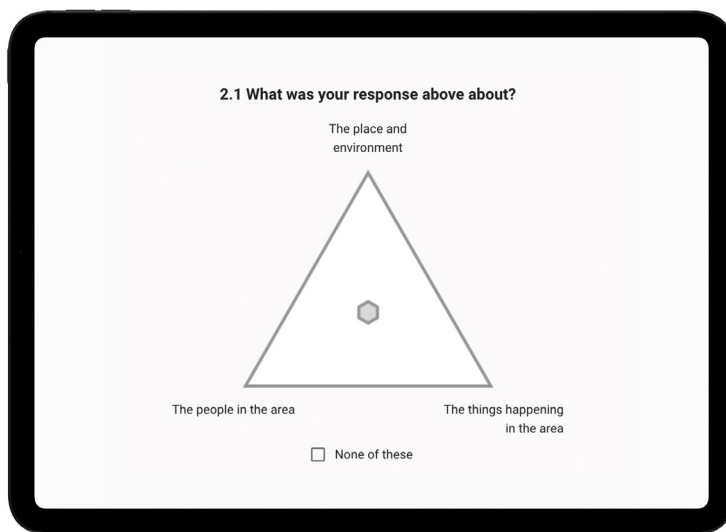 2.1 What was your response above about?
The place and
environment
The people in the area
The things happening
in the area
None of these